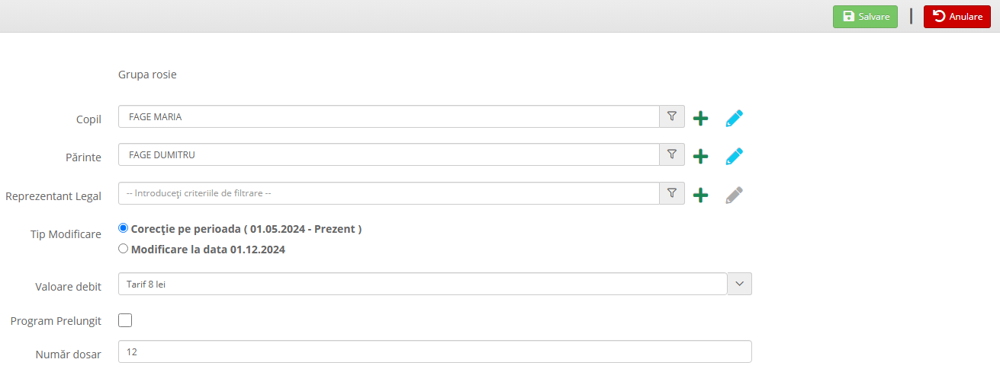 Salvare | Anulare
Grupa rosie
Copil FAGE MARIA
Părinte FAGE DUMITRU
Reprezentant Legal -- Introduceţi criteriile de filtrare --
Tip Modificare Corecţie pe perioada ( 01.05.2024 - Prezent )
Modificare la data 01.12.2024
Valoare debit Tarif 8 lei
Program Prelungit
Număr dosar 12